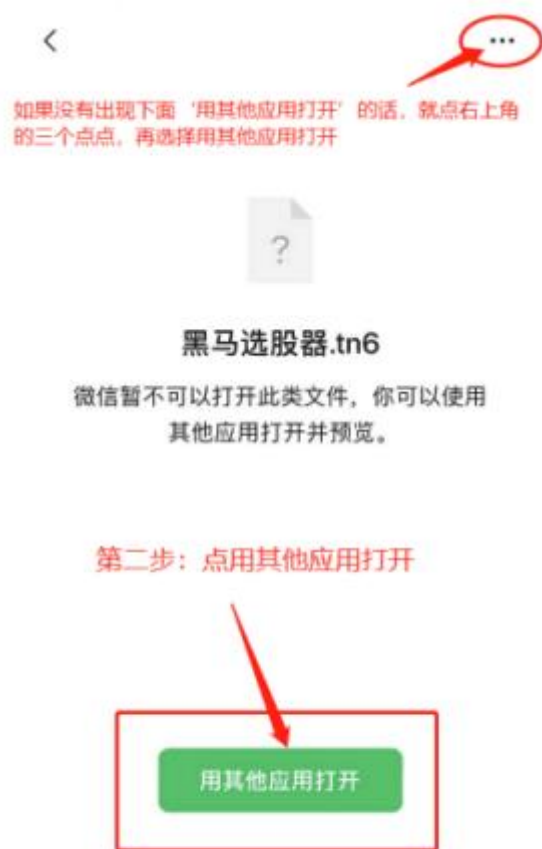 如果没有出现下面‘用其他应用打开’的话，就点右上角
的三个点点，再选择用其他应用打开
?
黑马选股器.tn6
微信暂不可以打开此类文件，你可以使用
其他应用打开并预览。
第二步：点用其他应用打开
用其他应用打开